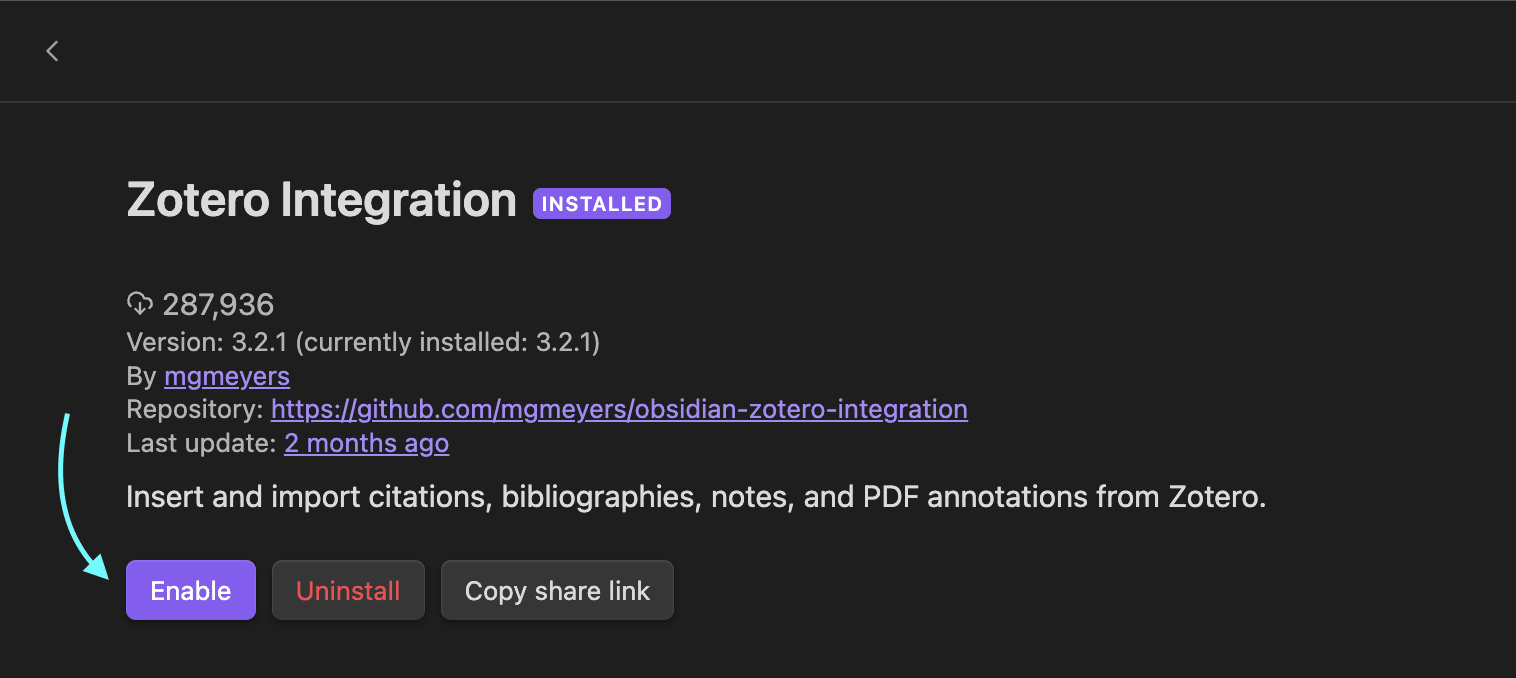 Zotero Integration INSTALLED
287,936
Version: 3.2.1 (currently installed: 3.2.1)
By mgmeyers
Repository: https://github.com/mgmeyers/obsidian-zotero-integration
Last update: 2 months ago
Insert and import citations, bibliographies, notes, and PDF annotations from Zotero.
Enable Uninstall Copy share link